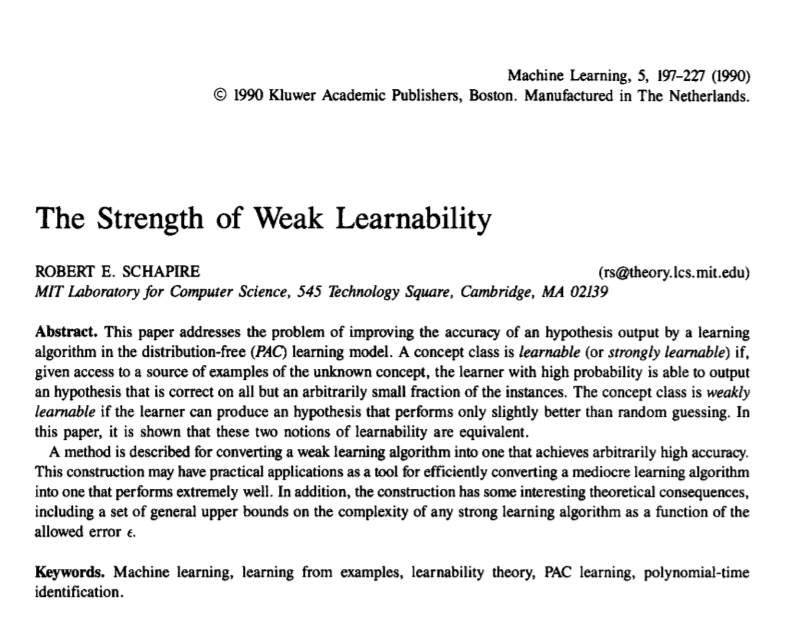 Machine Learning, 5, 197-227 (1990)
© 1990 Kluwer Academic Publishers, Boston. Manufactured in The Netherlands.
The Strength of Weak Learnability
ROBERT E. SCHAPIRE (rs@theory.lcs.mit.edu)
MIT Laboratory for Computer Science, 545 Technology Square, Cambridge, MA 02139
Abstract. This paper addresses the problem of improving the accuracy of an hypothesis output by a learning
algorithm in the distribution-free (PAC) learning model. A concept class is learnable (or strongly learnable) if,
given access to a source of examples of the unknown concept, the learner with high probability is able to output
an hypothesis that is correct on all but an arbitrarily small fraction of the instances. The concept class is weakly
learnable if the learner can produce an hypothesis that performs only slightly better than random guessing. In
this paper, it is shown that these two notions of learnability are equivalent.
A method is described for converting a weak learning algorithm into one that achieves arbitrarily high accuracy.
This construction may have practical applications as a tool for efficiently converting a mediocre learning algorithm
into one that performs extremely well. In addition, the construction has some interesting theoretical consequences,
including a set of general upper bounds on the complexity of any strong learning algorithm as a function of the
allowed error ε.
Keywords. Machine learning, learning from examples, learnability theory, PAC learning, polynomial-time
identification.